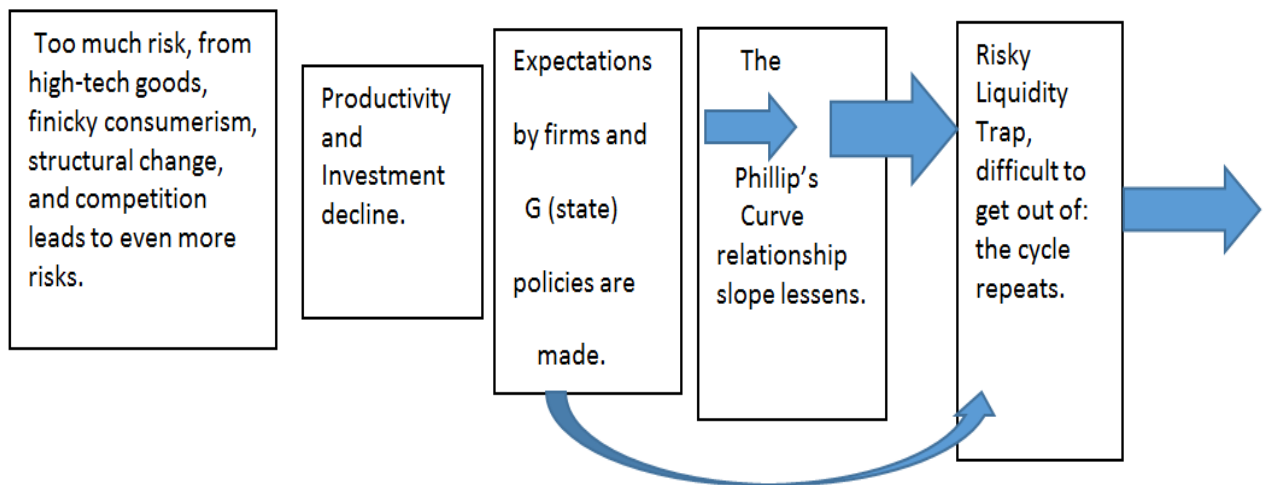 Too much risk, from
high-tech goods,
finicky consumerism,
structural change,
and competition
leads to even more
risks.
Productivity
and
Investment
decline.
Expectations
by firms and
G (state)
policies are
made.
The
Phillip’s
Curve
relationship
slope lessens.
Risky
Liquidity
Trap,
difficult to
get out of:
the cycle
repeats.